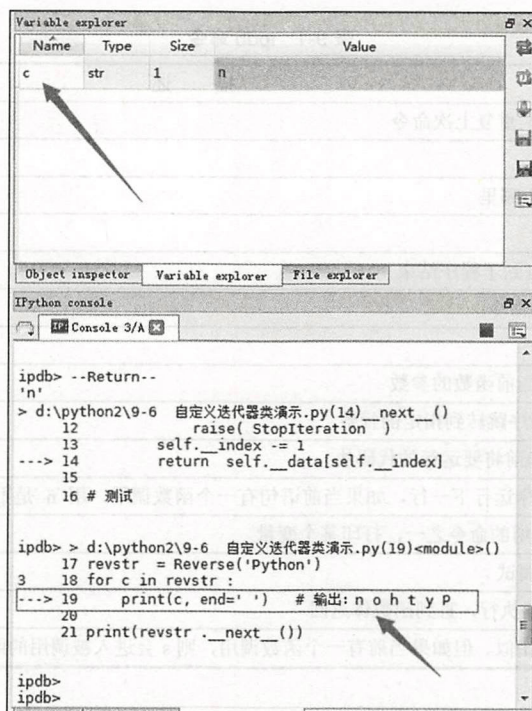 Variable explorer
Name Type Size Value
c str 1 n
Object inspector Variable explorer File explorer
IPython console
IP Console 3/A
ipdb> --Return--
'n'
> d:\python2\9-6 自定义迭代器类演示.py(14)__next__()
12 raise( StopIteration )
13 self.__index -= 1
---> 14 return self.__data[self.__index]
15
16 # 测试
ipdb> > d:\python2\9-6 自定义迭代器类演示.py(19)<module>()
17 revstr = Reverse('Python')
3 18 for c in revstr :
---> 19 print(c, end=' ') # 输出:n o h t y P
20
21 print(revstr .__next__())
ipdb>
ipdb>